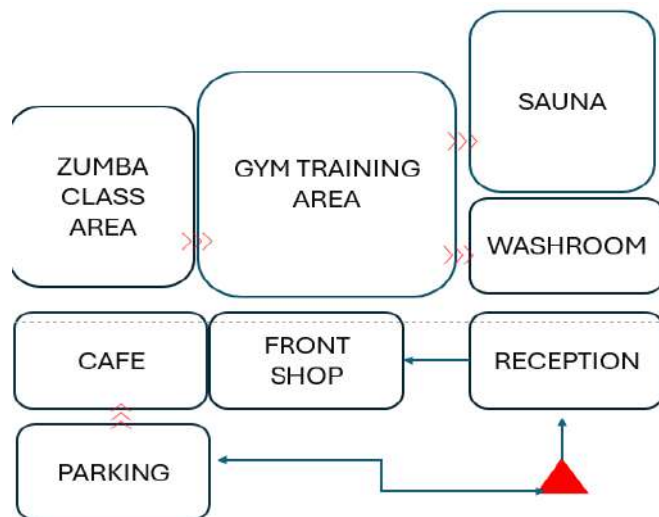 SAUNA
ZUMBA
CLASS
AREA
GYM TRAINING
AREA
WASHROOM
CAFE
FRONT
SHOP
RECEPTION
PARKING